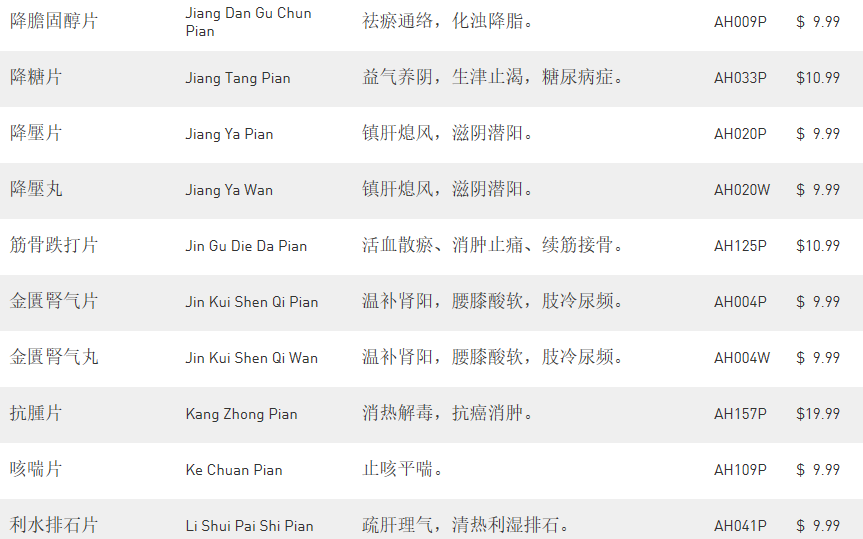 降膽固醇片 Jiang Dan Gu Chun Pian 祛瘀通络，化浊降脂。 AH009P $ 9.99
降糖片 Jiang Tang Pian 益气养阴，生津止渴，糖尿病症。 AH033P $10.99
降壓片 Jiang Ya Pian 镇肝熄风，滋阴潜阳。 AH020P $ 9.99
降壓丸 Jiang Ya Wan 镇肝熄风，滋阴潜阳。 AH020W $ 9.99
筋骨跌打片 Jin Gu Die Da Pian 活血散瘀、消肿止痛、续筋接骨。 AH125P $10.99
金匱腎气片 Jin Kui Shen Qi Pian 温补肾阳，腰膝酸软，肢冷尿频。 AH004P $ 9.99
金匱腎气丸 Jin Kui Shen Qi Wan 温补肾阳，腰膝酸软，肢冷尿频。 AH004W $ 9.99
抗腫片 Kang Zhong Pian 消热解毒，抗癌消肿。 AH157P $19.99
咳喘片 Ke Chuan Pian 止咳平喘。 AH109P $ 9.99
利水排石片 Li Shui Pai Shi Pian 疏肝理气，清热利湿排石。 AH041P $ 9.99